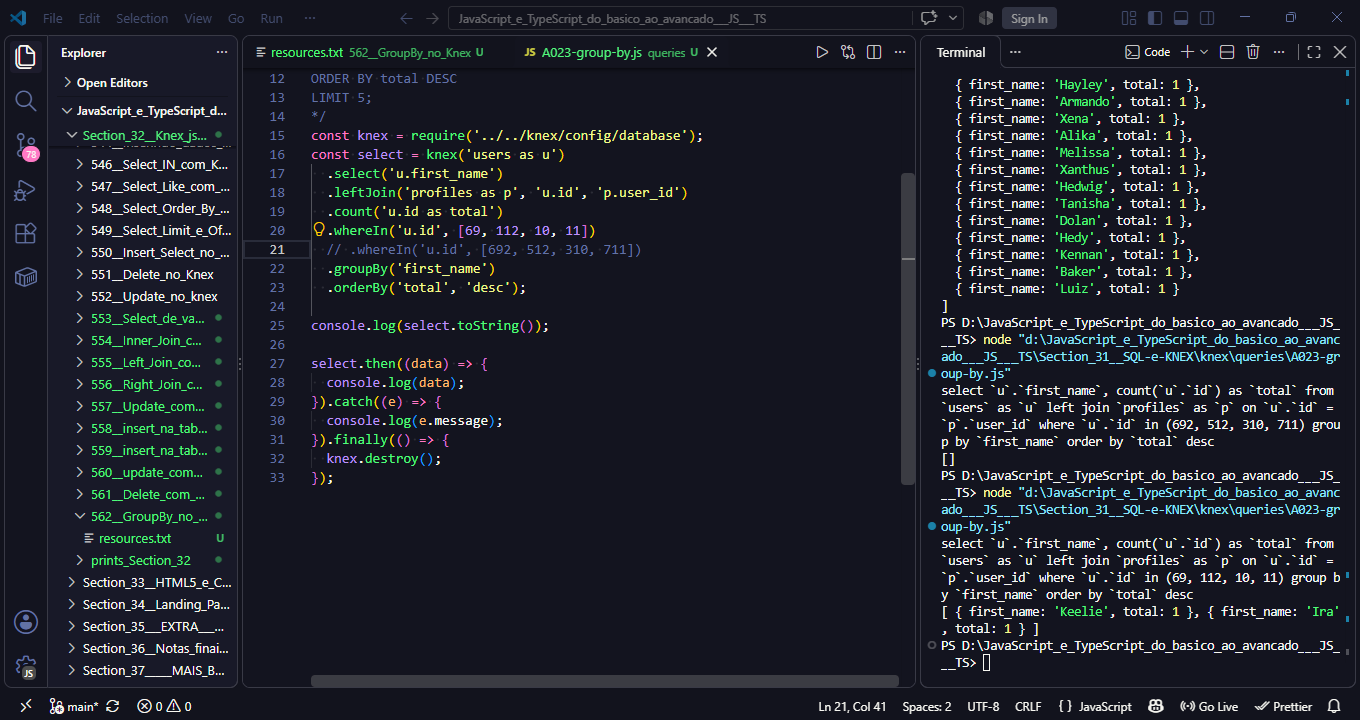 File Edit Selection View Go Run ···
JavaScript_e_TypeScript_do_basico_ao_avancado___JS___TS
Sign In
Explorer
Open Editors
JavaScript_e_TypeScript_d...
Section_32__Knex_js...
546__Select_IN_com_K...
547__Select_Like_com_...
548__Select_Order_By_...
549__Select_Limit_e_Of...
550__Insert_Select_no_...
551__Delete_no_Knex
552__Update_no_knex
553__Select_de_va...
554__Inner_Join_c...
555__Left_Join_co...
556__Right_Join_c...
557__Update_com...
558__insert_na_tab...
559__insert_na_tab...
560__update_com...
561__Delete_com_...
562__GroupBy_no_...
resources.txt U
prints_Section_32
Section_33__HTML5_e_C...
Section_34__Landing_Pa...
Section_35___EXTRA___...
Section_36__Notas_finai...
Section_37_____MAIS_B...
78
JS
resources.txt 562__GroupBy_no_Knex U
JS A023-group-by.js queries U
12 ORDER BY total DESC
13 LIMIT 5;
14 */
15 const knex = require('../../knex/config/database');
16 const select = knex('users as u')
17 .select('u.first_name')
18 .leftJoin('profiles as p', 'u.id', 'p.user_id')
19 .count('u.id as total')
20 .whereIn('u.id', [69, 112, 10, 11])
21 // .whereIn('u.id', [692, 512, 310, 711])
22 .groupBy('first_name')
23 .orderBy('total', 'desc');
24
25 console.log(select.toString());
26
27 select.then((data) => {
28 console.log(data);
29 }).catch((e) => {
30 console.log(e.message);
31 }).finally(() => {
32 knex.destroy();
33 });
Terminal
Code
{ first_name: 'Hayley', total: 1 },
{ first_name: 'Armando', total: 1 },
{ first_name: 'Xena', total: 1 },
{ first_name: 'Alika', total: 1 },
{ first_name: 'Melissa', total: 1 },
{ first_name: 'Xanthus', total: 1 },
{ first_name: 'Hedwig', total: 1 },
{ first_name: 'Tanisha', total: 1 },
{ first_name: 'Dolan', total: 1 },
{ first_name: 'Hedy', total: 1 },
{ first_name: 'Kennan', total: 1 },
{ first_name: 'Baker', total: 1 },
{ first_name: 'Luiz', total: 1 }
]
PS D:\JavaScript_e_TypeScript_do_basico_ao_avancado___JS_
__TS> node "d:\JavaScript_e_TypeScript_do_basico_ao_avanc
ado___JS___TS\Section_31__SQL-e-KNEX\knex\queries\A023-gr
oup-by.js"
select `u`.`first_name`, count(`u`.`id`) as `total` from
`users` as `u` left join `profiles` as `p` on `u`.`id` =
`p`.`user_id` where `u`.`id` in (692, 512, 310, 711) grou
p by `first_name` order by `total` desc
[]
PS D:\JavaScript_e_TypeScript_do_basico_ao_avancado___JS_
__TS> node "d:\JavaScript_e_TypeScript_do_basico_ao_avanc
ado___JS___TS\Section_31__SQL-e-KNEX\knex\queries\A023-gr
oup-by.js"
select `u`.`first_name`, count(`u`.`id`) as `total` from
`users` as `u` left join `profiles` as `p` on `u`.`id` =
`p`.`user_id` where `u`.`id` in (69, 112, 10, 11) group b
y `first_name` order by `total` desc
[ { first_name: 'Keelie', total: 1 }, { first_name: 'Ira'
, total: 1 } ]
PS D:\JavaScript_e_TypeScript_do_basico_ao_avancado___JS_
__TS>
main* 0 0
Ln 21, Col 41 Spaces: 2 UTF-8 CRLF { } JavaScript Go Live Prettier